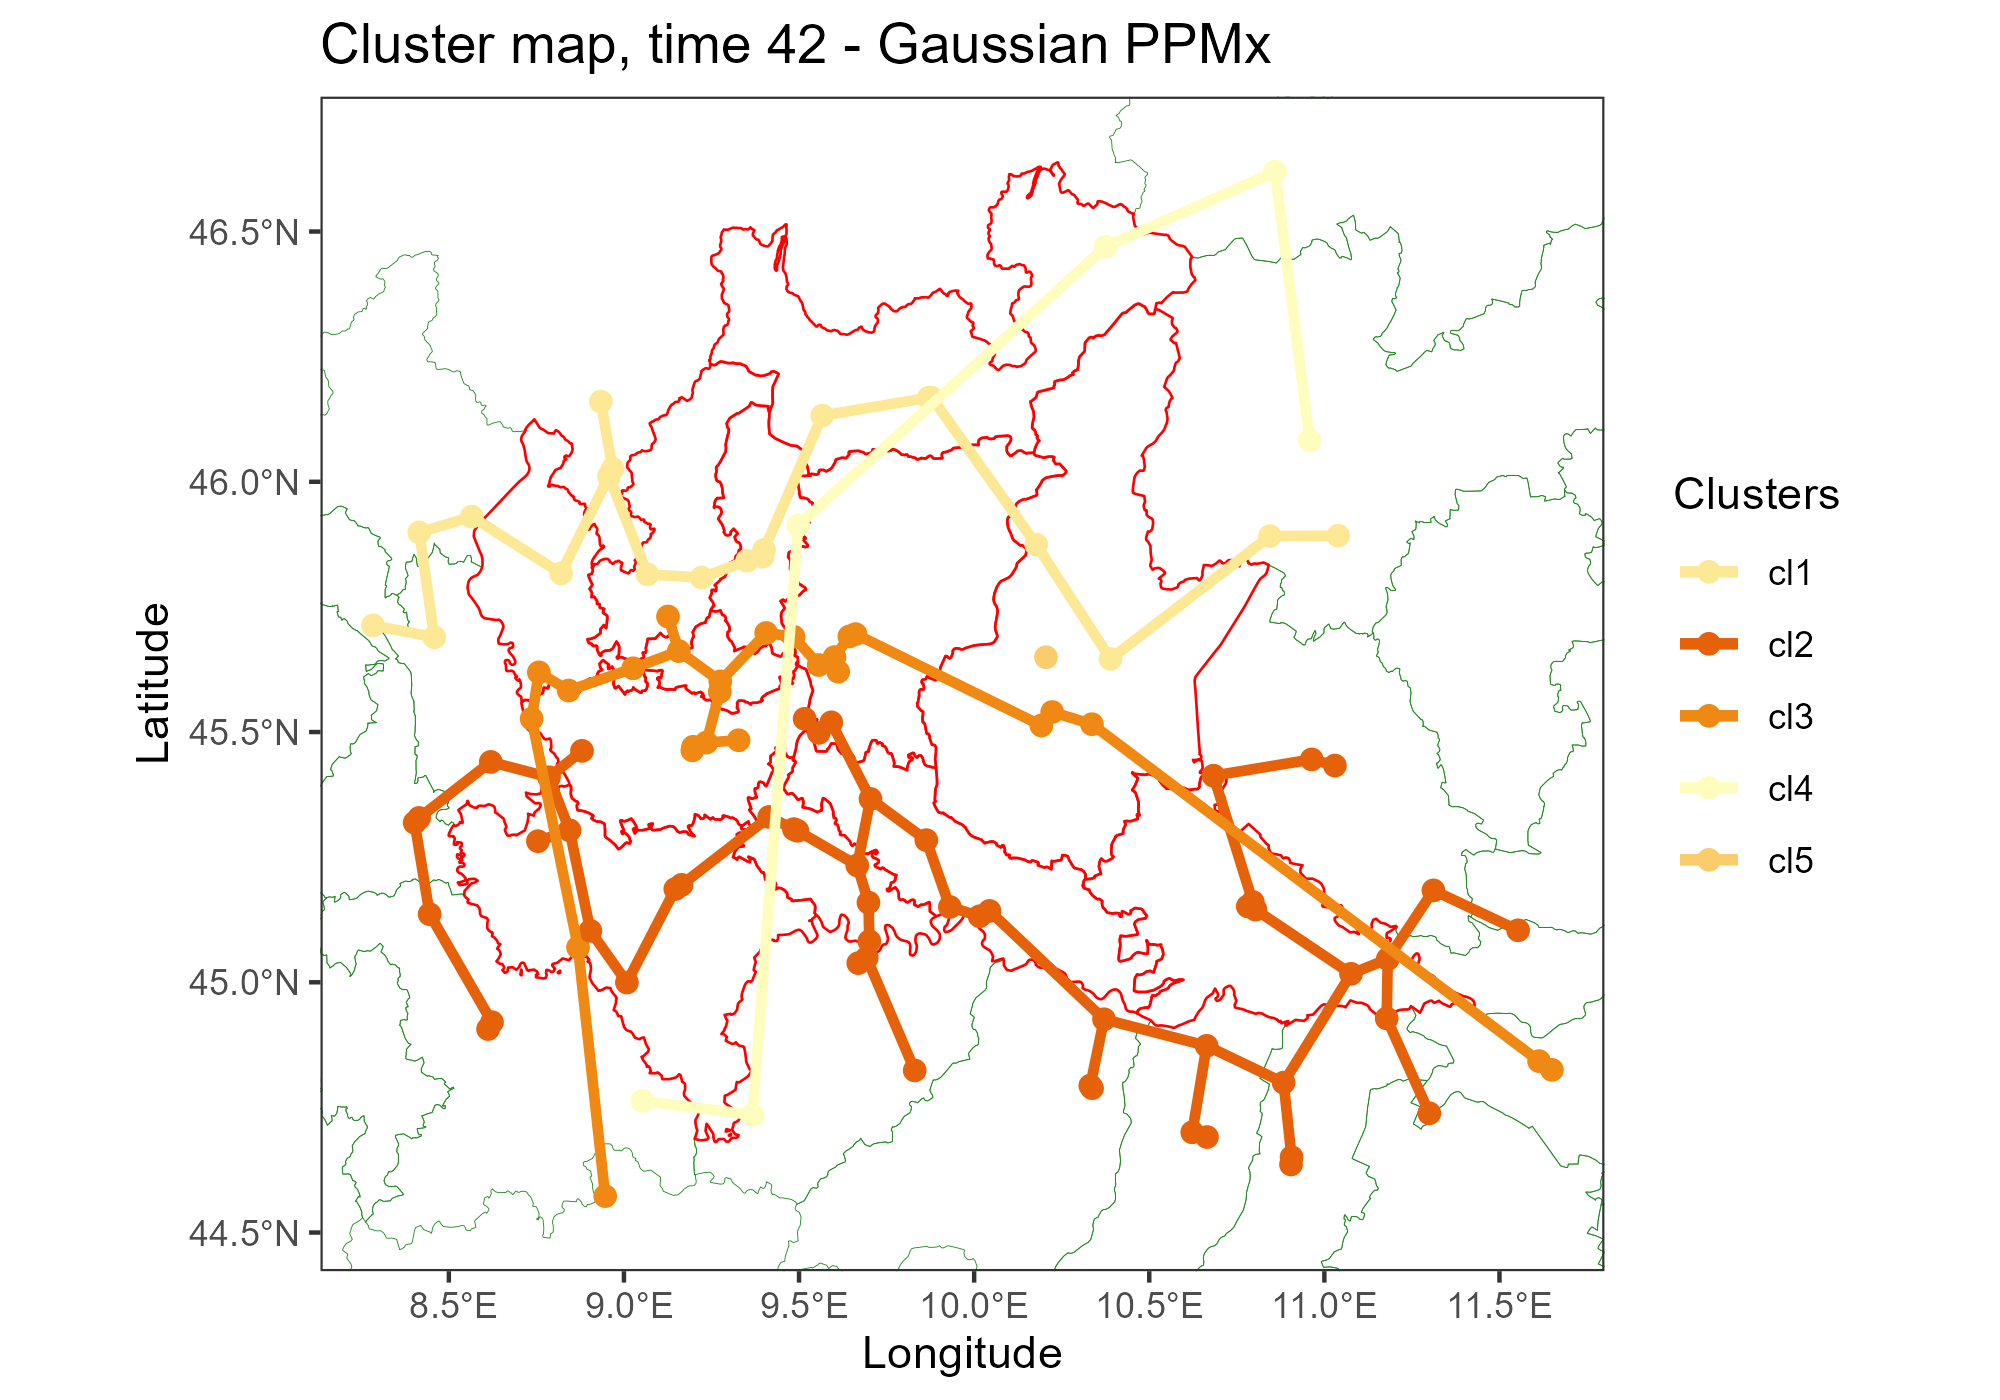 Cluster map, time 42 - Gaussian PPMx
46.5°N
46.0°N
45.5°N
45.0°N
44.5°N
Latitude
8.5°E 9.0°E 9.5°E 10.0°E 10.5°E 11.0°E 11.5°E
Longitude
Clusters
cl1
cl2
cl3
cl4
cl5